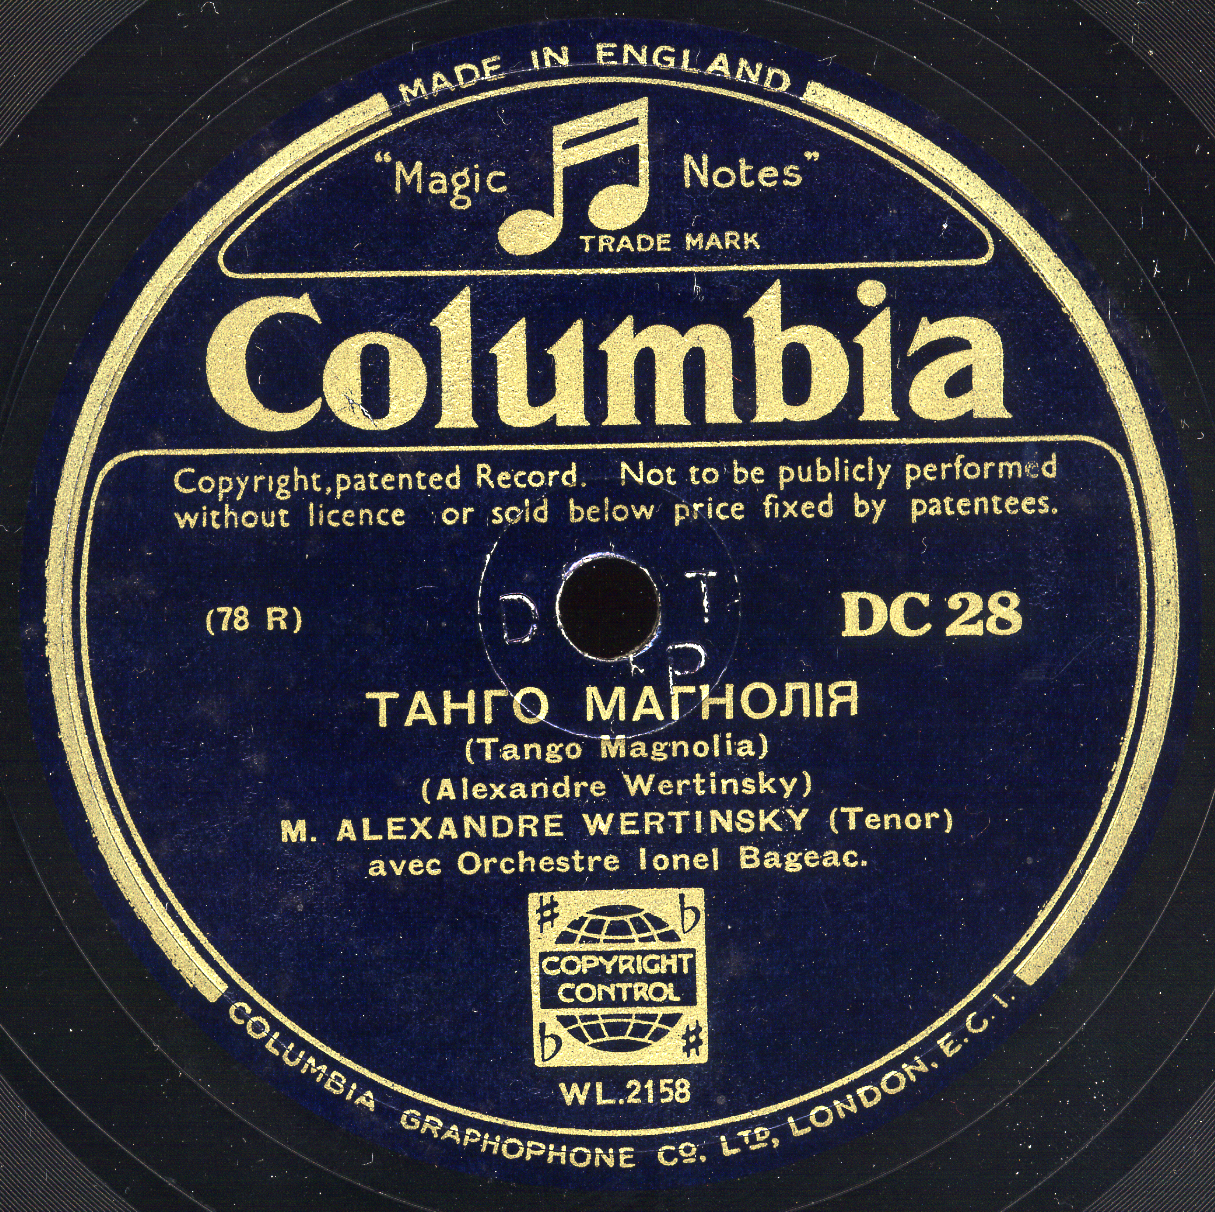 MADE IN ENGLAND
“Magic Notes”
TRADE MARK
Columbia
Copyright, patented Record. Not to be publicly performed
without licence or sold below price fixed by patentees.
(78 R)
DC 28
D T P
ТАНГО МАГНОЛІЯ
(Tango Magnolia)
(Alexandre Wertinsky)
M. ALEXANDRE WERTINSKY (Tenor)
avec Orchestre Ionel Bageac.
♯ ♭
COPYRIGHT
CONTROL
♭ ♯
WL.2158
COLUMBIA GRAPHOPHONE CO. LTD, LONDON. E.C.1.